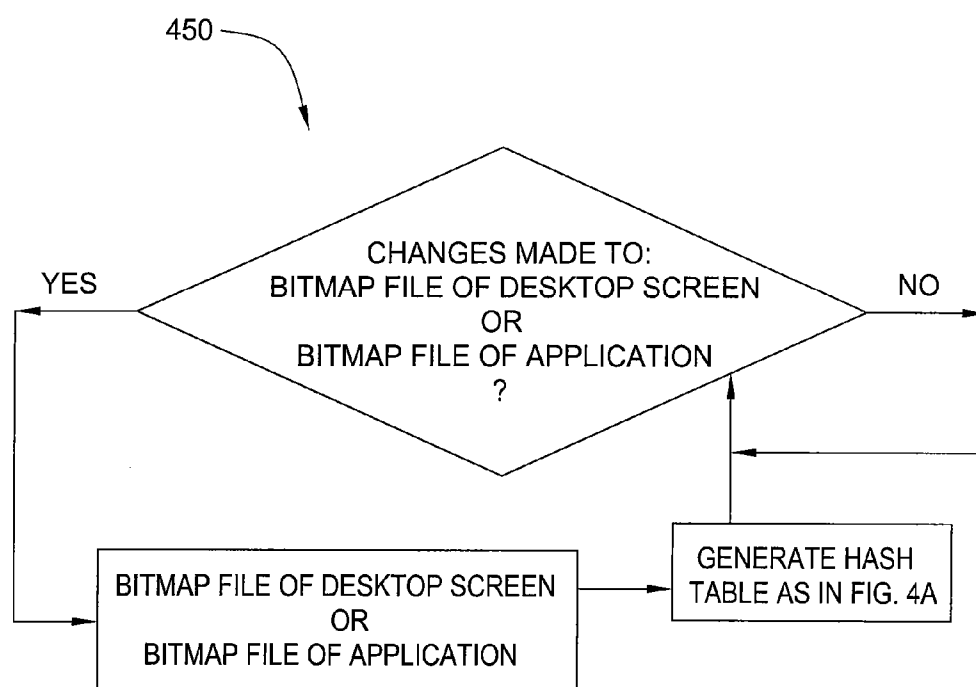 450
CHANGES MADE TO:
BITMAP FILE OF DESKTOP SCREEN
OR
BITMAP FILE OF APPLICATION
?
YES
NO
GENERATE HASH
TABLE AS IN FIG. 4A
BITMAP FILE OF DESKTOP SCREEN
OR
BITMAP FILE OF APPLICATION